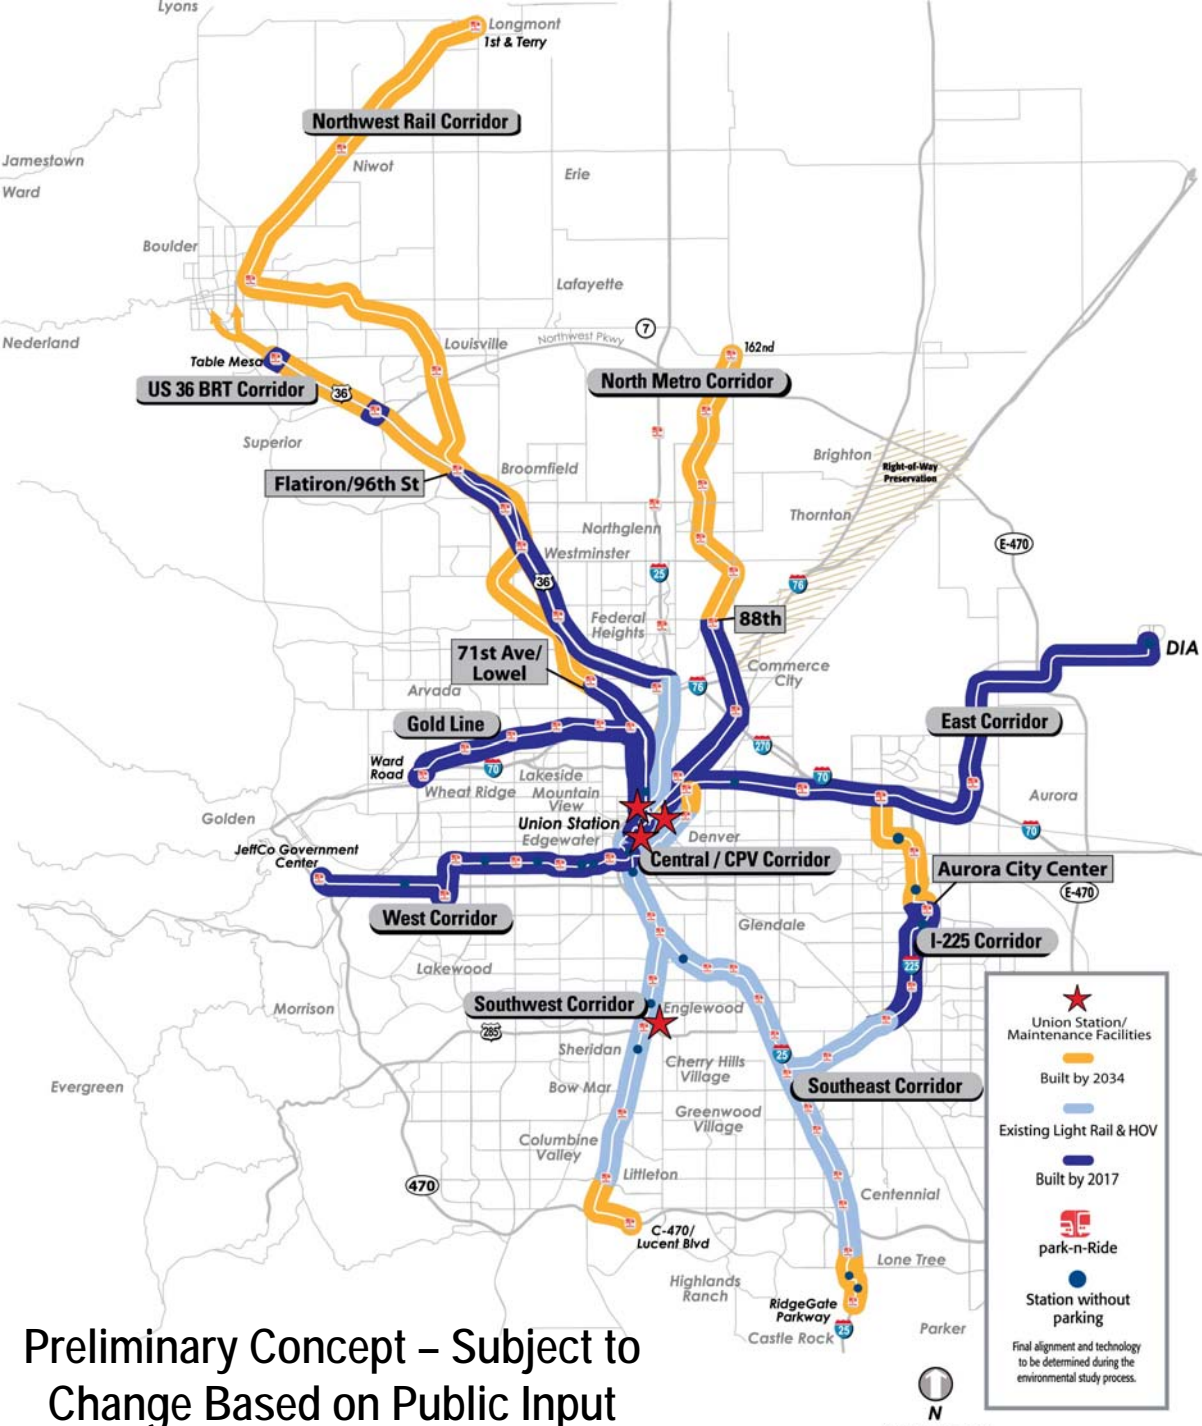 Lyons
Longmont
1st & Terry
Northwest Rail Corridor
Jamestown
Niwot
Erie
Ward
Boulder
Lafayette
7
Nederland
Louisville
Northwest Pkwy
162nd
Table Mesa
US 36 BRT Corridor
36
North Metro Corridor
Superior
Brighton
Right-of-Way
Preservation
Flatiron/96th St
Broomfield
Northglenn
Thornton
E-470
Westminster
25
76
36
Federal
Heights
88th
71st Ave/
Lowel
DIA
Commerce
City
76
Arvada
Gold Line
East Corridor
270
Ward
Road
70
Lakeside
70
Wheat Ridge
Mountain
View
Aurora
Golden
Union Station
Edgewater
Denver
70
JeffCo Government
Center
Central / CPV Corridor
Aurora City Center
E-470
West Corridor
Glendale
I-225 Corridor
Lakewood
225
Southwest Corridor
Englewood
Morrison
285
Sheridan
25
Cherry Hills
Village
Evergreen
Bow Mar
Southeast Corridor
Greenwood
Village
Columbine
Valley
470
Littleton
Centennial
C-470/
Lucent Blvd
Lone Tree
Highlands
Ranch
RidgeGate
Parkway
25
Castle Rock
Parker
Union Station/
Maintenance Facilities
Built by 2034
Existing Light Rail & HOV
Built by 2017
park-n-Ride
Station without
parking
Final alignment and technology
to be determined during the
environmental study process.
N
Preliminary Concept – Subject to
Change Based on Public Input